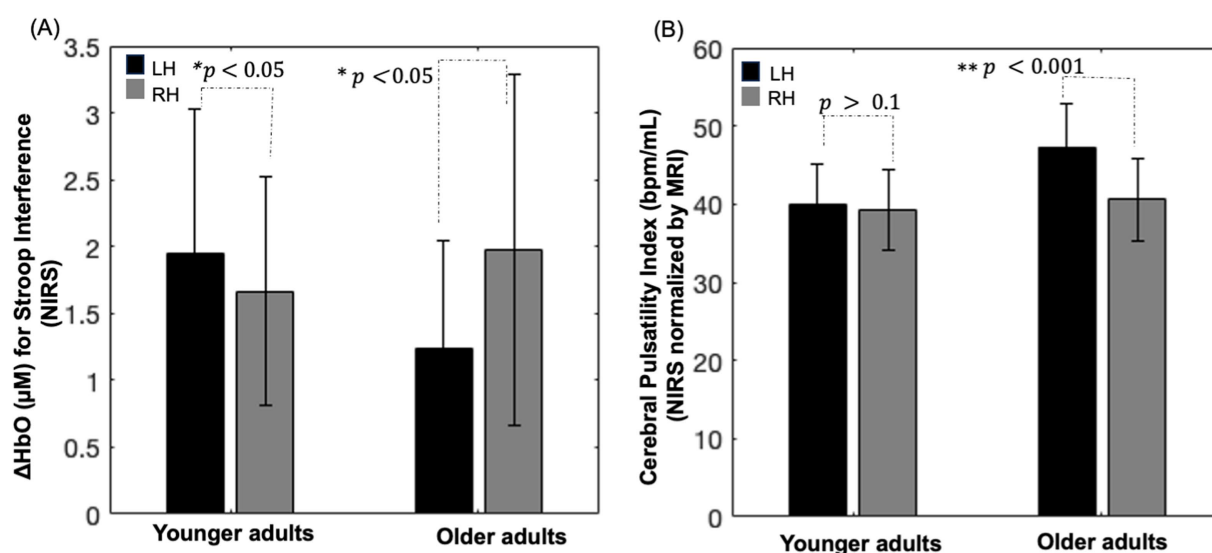 (A)
ΔHbO (μM) for Stroop Interference
(NIRS)
3.5
3
2.5
2
1.5
1
0.5
0
LH
RH
*p < 0.05
* p < 0.05
Younger adults
Older adults
(B)
Cerebral Pulsatility Index (bpm/mL)
(NIRS normalized by MRI)
60
50
40
30
20
10
0
LH
RH
p > 0.1
** p < 0.001
Younger adults
Older adults